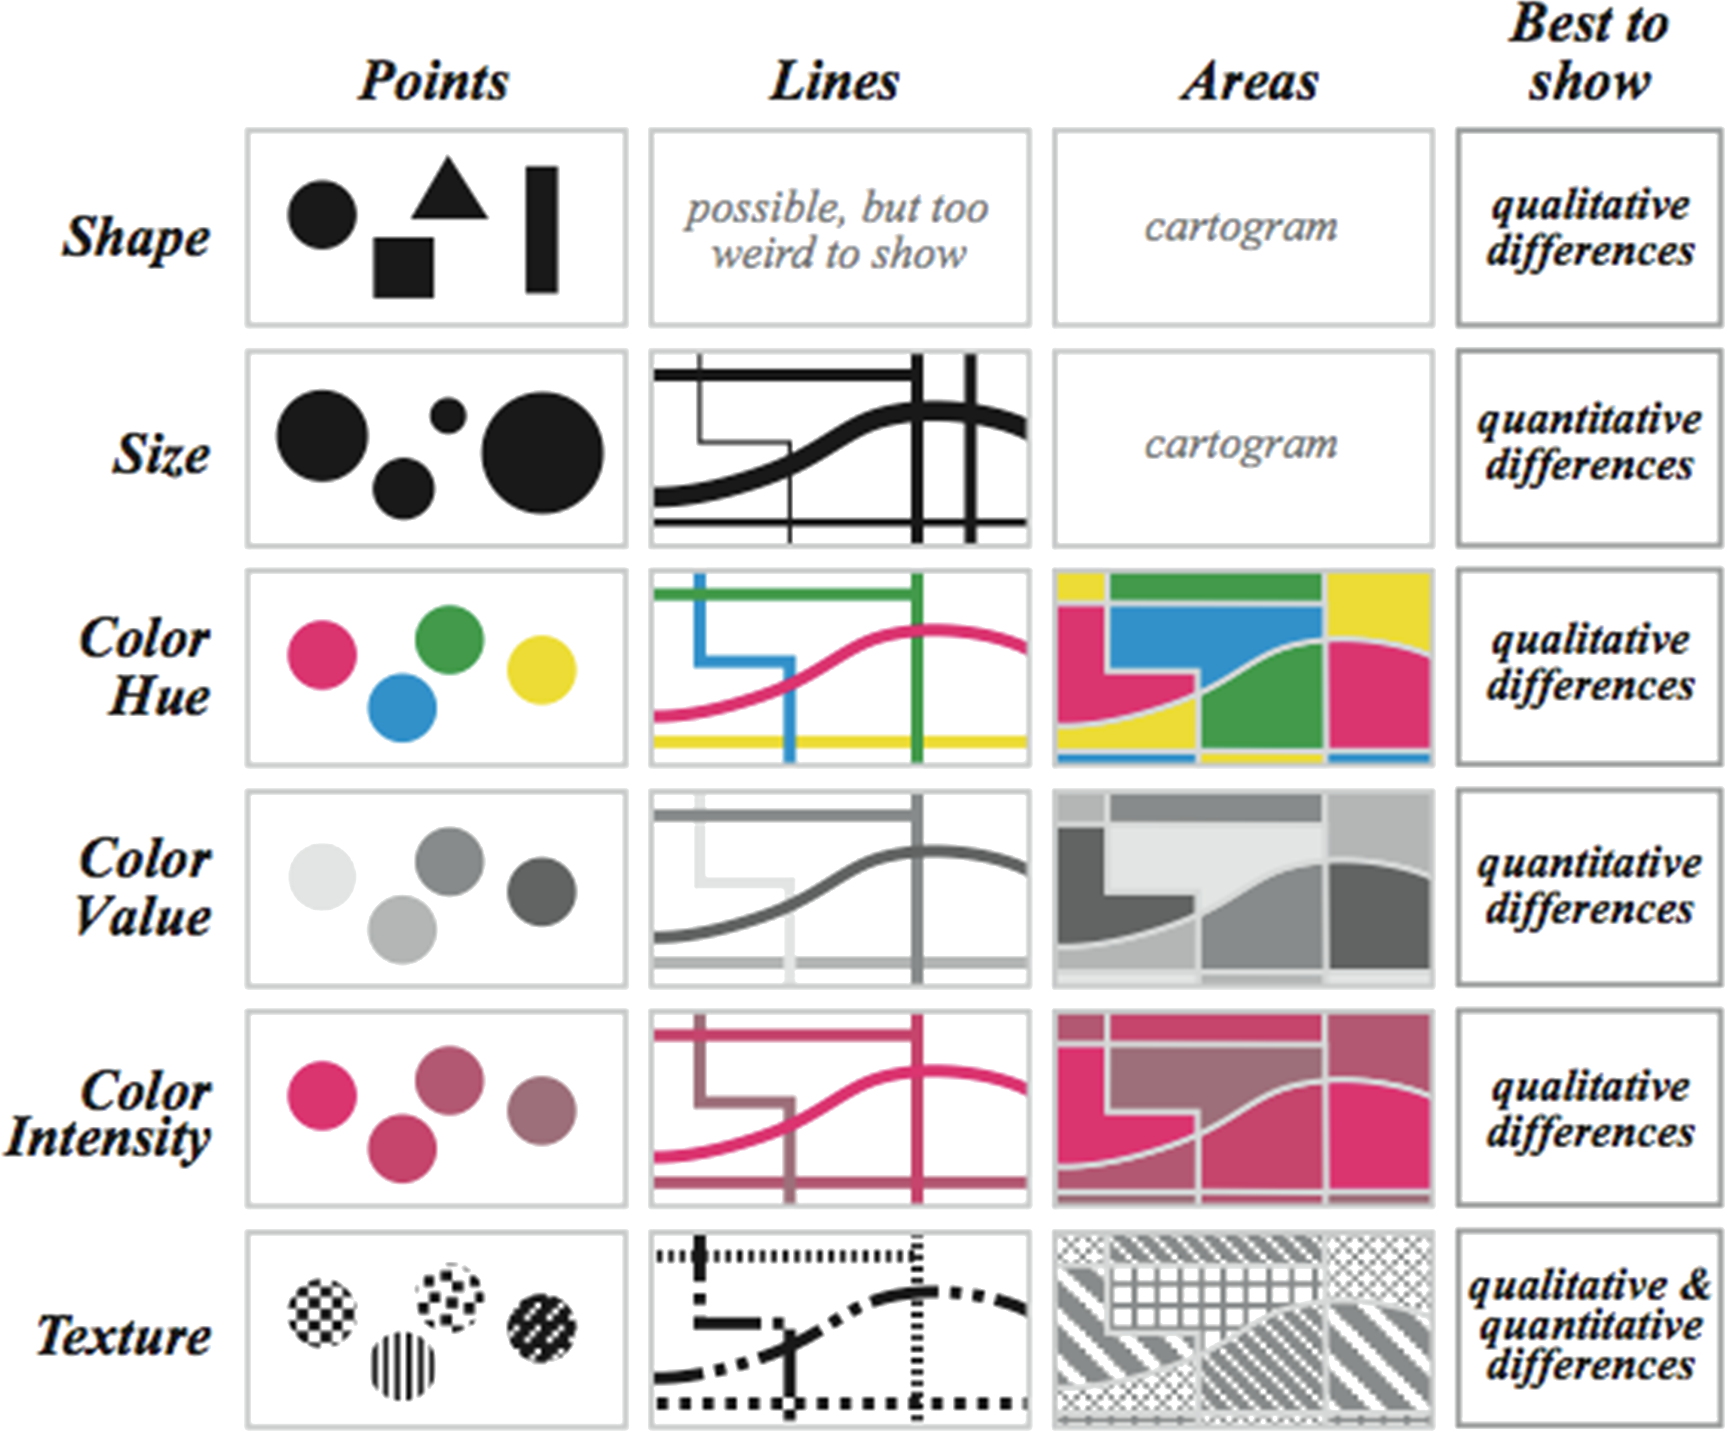 Points
Lines
Areas
Best to
show
Shape
possible, but too
weird to show
cartogram
qualitative
differences
Size
cartogram
quantitative
differences
Color
Hue
qualitative
differences
Color
Value
quantitative
differences
Color
Intensity
qualitative
differences
Texture
qualitative &
quantitative
differences